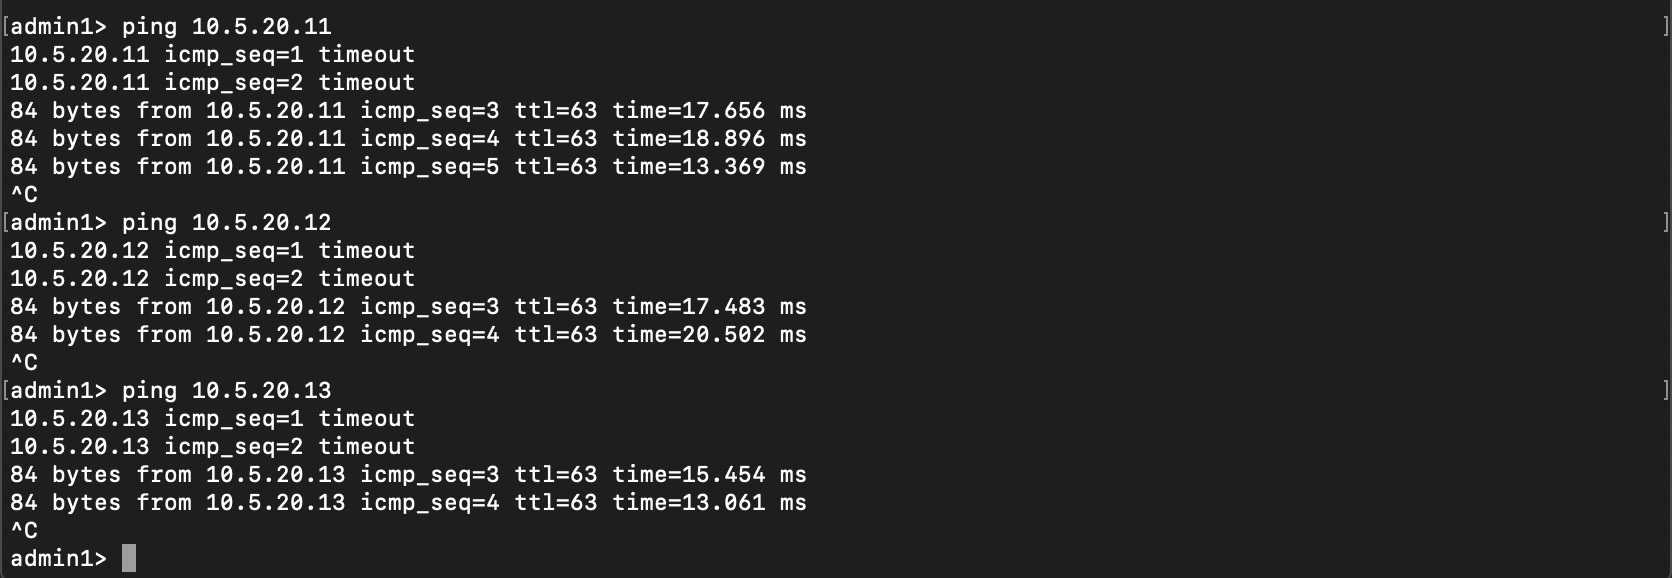 [admin1> ping 10.5.20.11 ]
10.5.20.11 icmp_seq=1 timeout
10.5.20.11 icmp_seq=2 timeout
84 bytes from 10.5.20.11 icmp_seq=3 ttl=63 time=17.656 ms
84 bytes from 10.5.20.11 icmp_seq=4 ttl=63 time=18.896 ms
84 bytes from 10.5.20.11 icmp_seq=5 ttl=63 time=13.369 ms
^C
[admin1> ping 10.5.20.12 ]
10.5.20.12 icmp_seq=1 timeout
10.5.20.12 icmp_seq=2 timeout
84 bytes from 10.5.20.12 icmp_seq=3 ttl=63 time=17.483 ms
84 bytes from 10.5.20.12 icmp_seq=4 ttl=63 time=20.502 ms
^C
[admin1> ping 10.5.20.13 ]
10.5.20.13 icmp_seq=1 timeout
10.5.20.13 icmp_seq=2 timeout
84 bytes from 10.5.20.13 icmp_seq=3 ttl=63 time=15.454 ms
84 bytes from 10.5.20.13 icmp_seq=4 ttl=63 time=13.061 ms
^C
admin1>